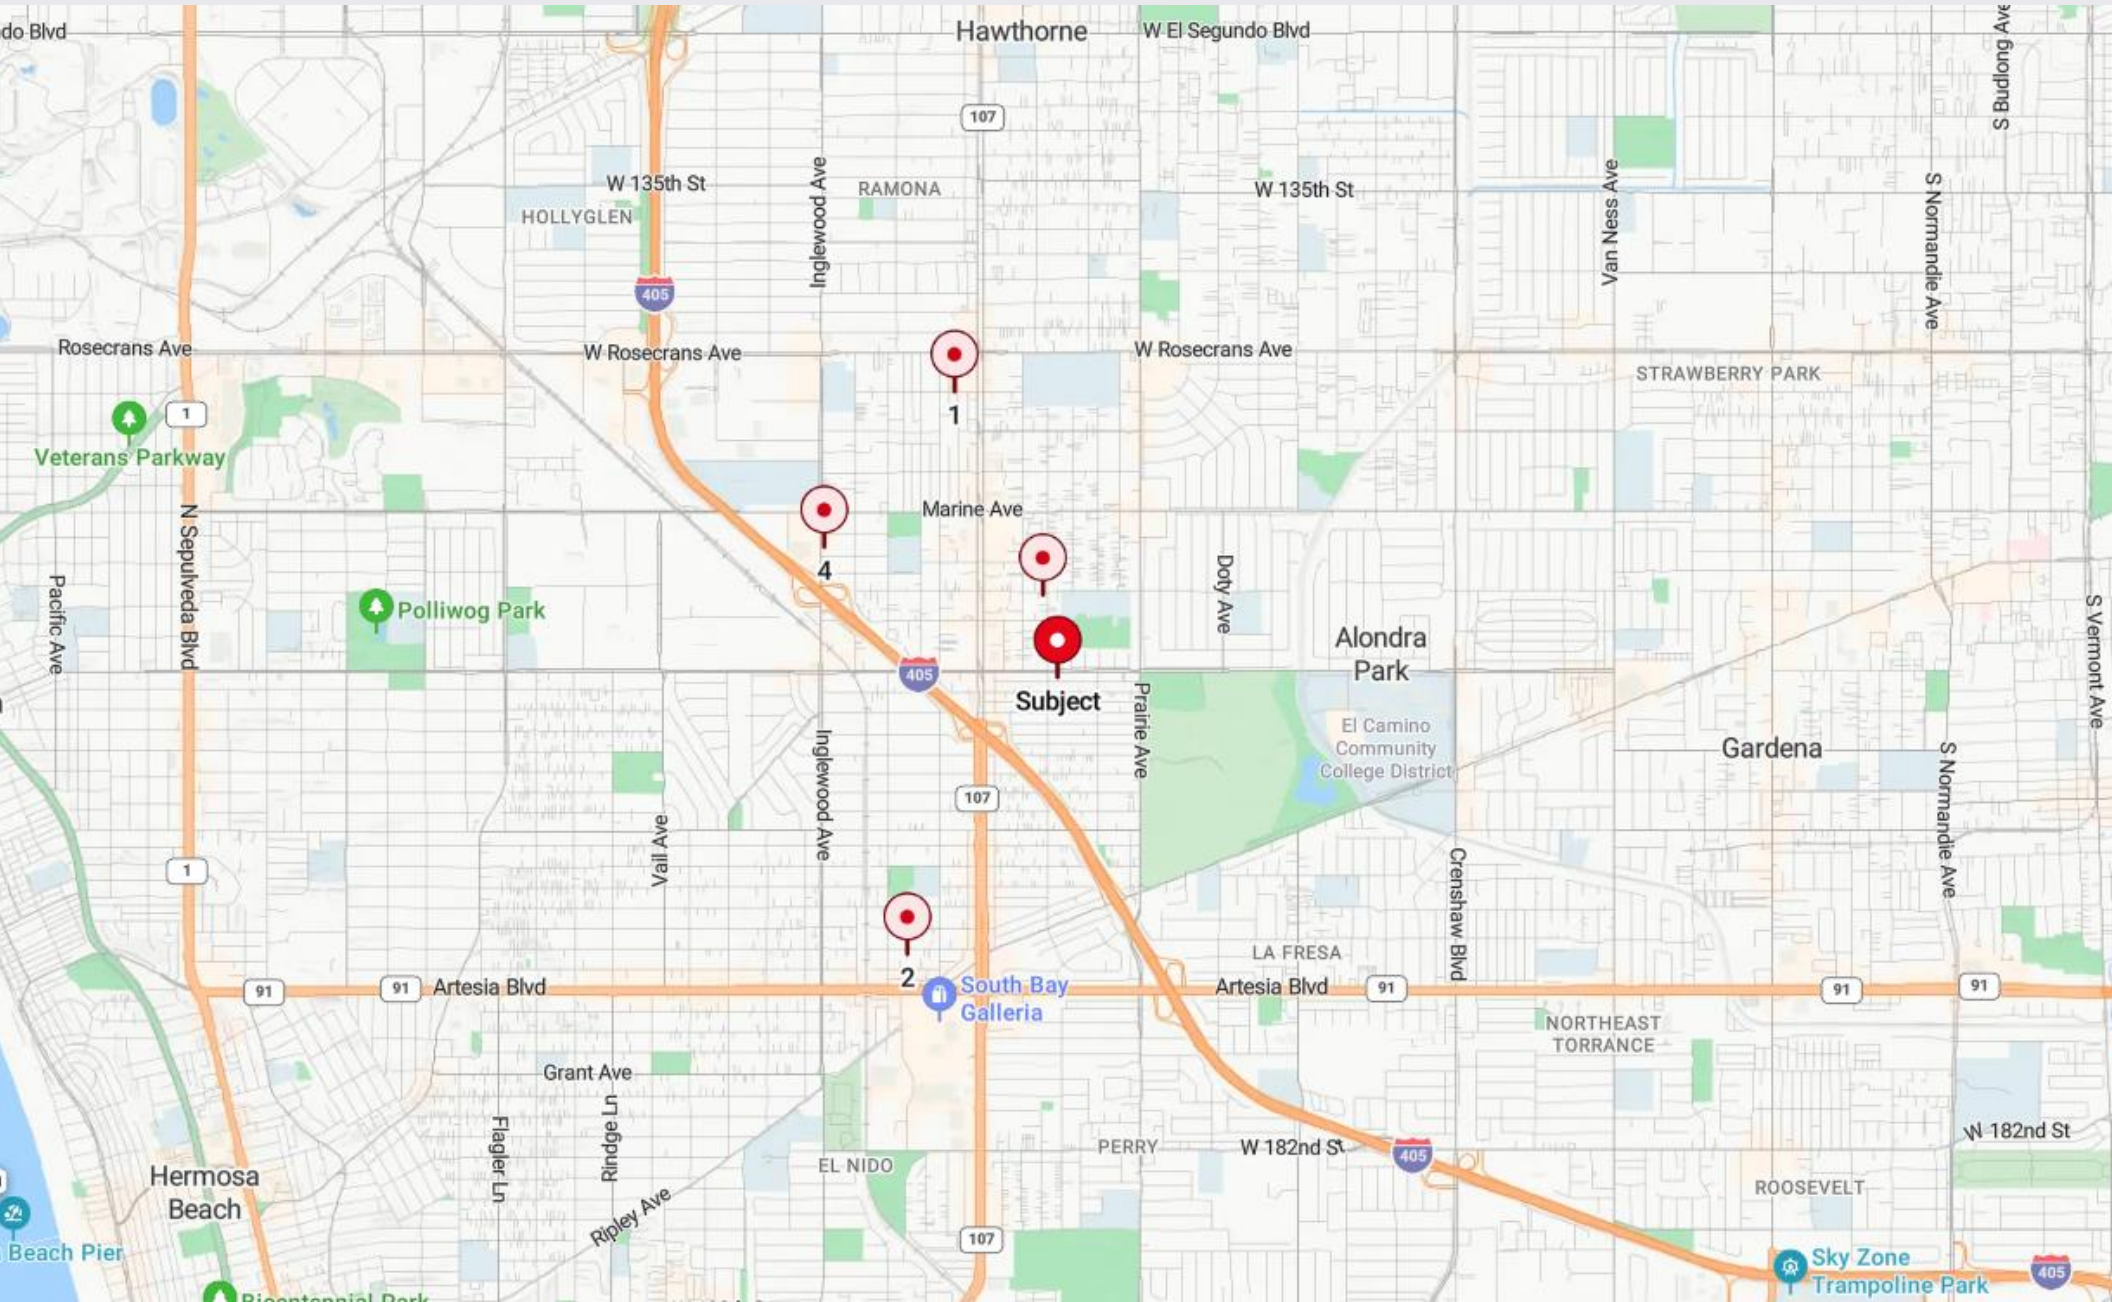 do Blvd
Hawthorne
W El Segundo Blvd
S Budlong Ave
107
W 135th St
Inglewood Ave
RAMONA
W 135th St
Van Ness Ave
S Normandie Ave
HOLLYGLEN
405
Rosecrans Ave
W Rosecrans Ave
W Rosecrans Ave
STRAWBERRY PARK
1
1
Veterans Parkway
N Sepulveda Blvd
Marine Ave
4
Pacific Ave
Polliwog Park
Doty Ave
Alondra
Park
S Vermont Ave
405
Subject
Prairie Ave
El Camino
Community
College District
Gardena
S Normandie Ave
Inglewood Ave
107
Vail Ave
1
Crenshaw Blvd
LA FRESA
2
91
91
Artesia Blvd
South Bay
Galleria
Artesia Blvd
91
91
91
NORTHEAST
TORRANCE
Grant Ave
Flagler Ln
Ringe Ln
Ripley Ave
EL NIDO
PERRY
W 182nd St
405
W 182nd St
ROOSEVELT
Hermosa
Beach
Beach Pier
107
Sky Zone
Trampoline Park
405
Bicentennial Park